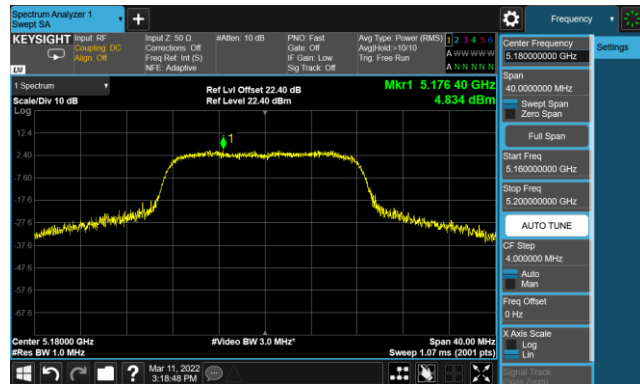 Spectrum Analyzer 1
Swept SA
Frequency
KEYSIGHT
Input: RF
Coupling: DC
Align: Off
Input Z: 50 Ω
Corrections: Off
Freq Ref: Int (S)
NFE: Adaptive
#Atten: 10 dB
PNO: Fast
Gate: Off
IF Gain: Low
Sig Track: Off
Avg Type: Power (RMS)
Avg|Hold:>10/10
Trig: Free Run
1 2 3 4 5 6
A W W W W W
A N N N N N
LXI
1 Spectrum
Scale/Div 10 dB
Log
Ref Lvl Offset 22.40 dB
Ref Level 22.40 dBm
Mkr1 5.176 40 GHz
4.834 dBm
1
12.4
2.40
-7.60
-17.6
-27.6
-37.6
-47.6
-57.6
-67.6
Center 5.18000 GHz
#Res BW 1.0 MHz
#Video BW 3.0 MHz*
Span 40.00 MHz
Sweep 1.07 ms (2001 pts)
Center Frequency
5.180000000 GHz
Settings
Span
40.0000000 MHz
Swept Span
Zero Span
Full Span
Start Freq
5.160000000 GHz
Stop Freq
5.200000000 GHz
AUTO TUNE
CF Step
4.000000 MHz
Auto
Man
Freq Offset
0 Hz
X Axis Scale
Log
Lin
Signal Track
(Span Zoom)
?
Mar 11, 2022
3:18:48 PM